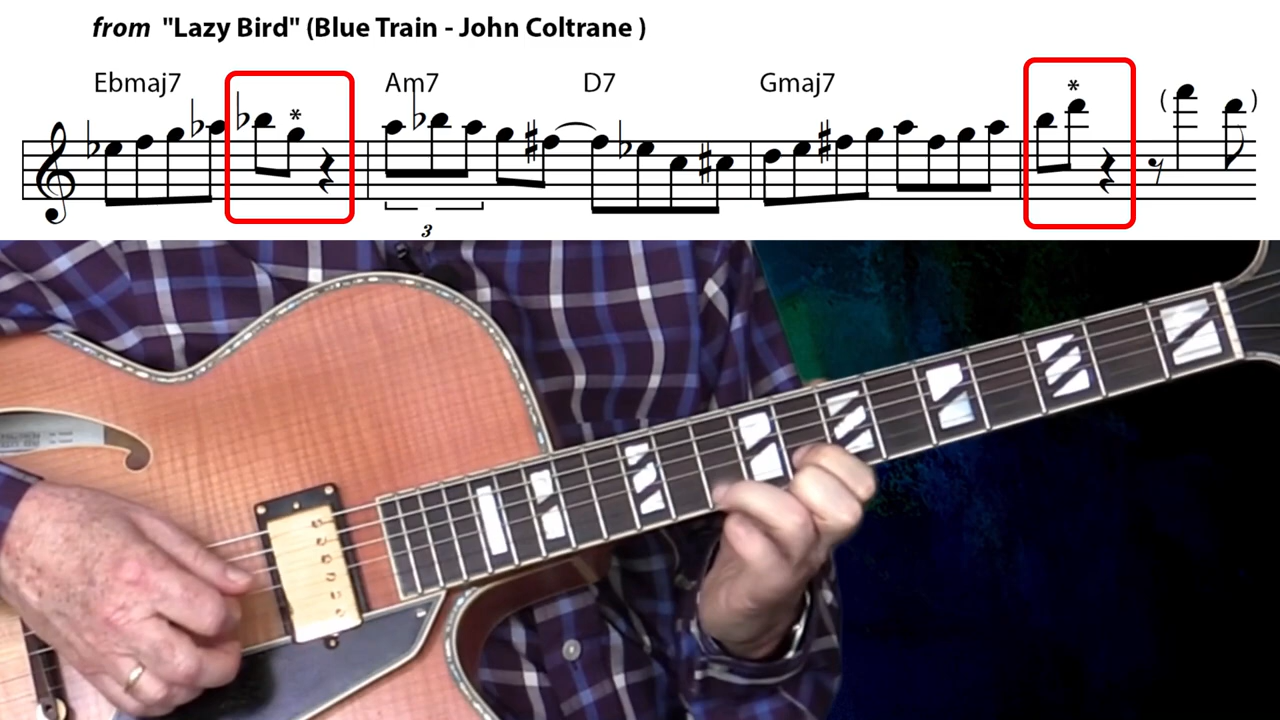 from "Lazy Bird" (Blue Train - John Coltrane )
Ebmaj7 Am7 D7 Gmaj7
* *
( )
3